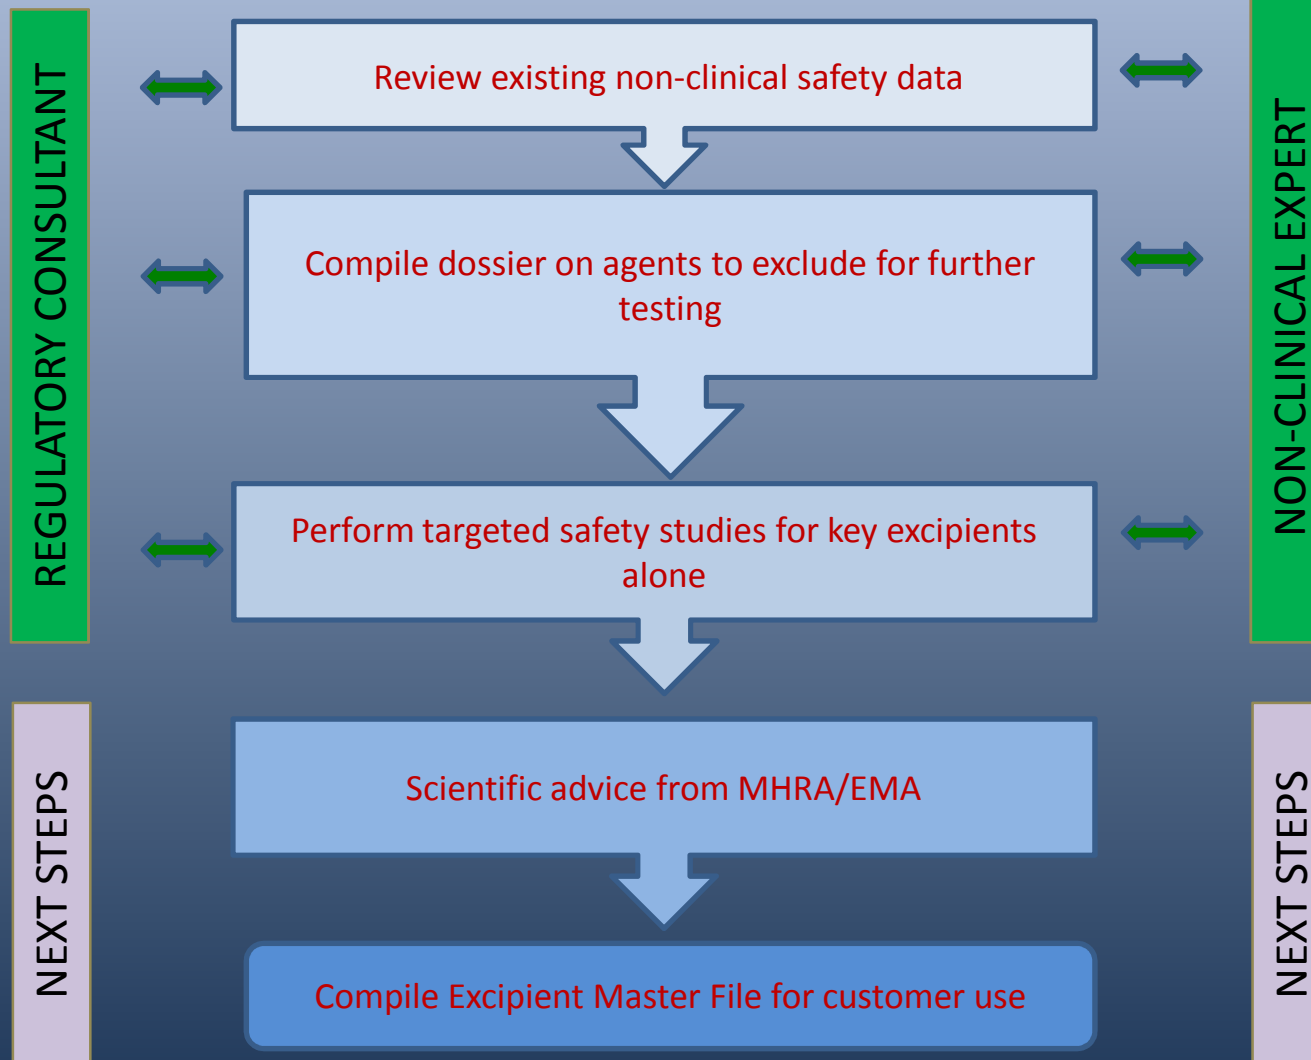 REGULATORY CONSULTANT
Review existing non-clinical safety data
NON-CLINICAL EXPERT
Compile dossier on agents to exclude for further
testing
Perform targeted safety studies for key excipients
alone
NEXT STEPS
Scientific advice from MHRA/EMA
NEXT STEPS
Compile Excipient Master File for customer use